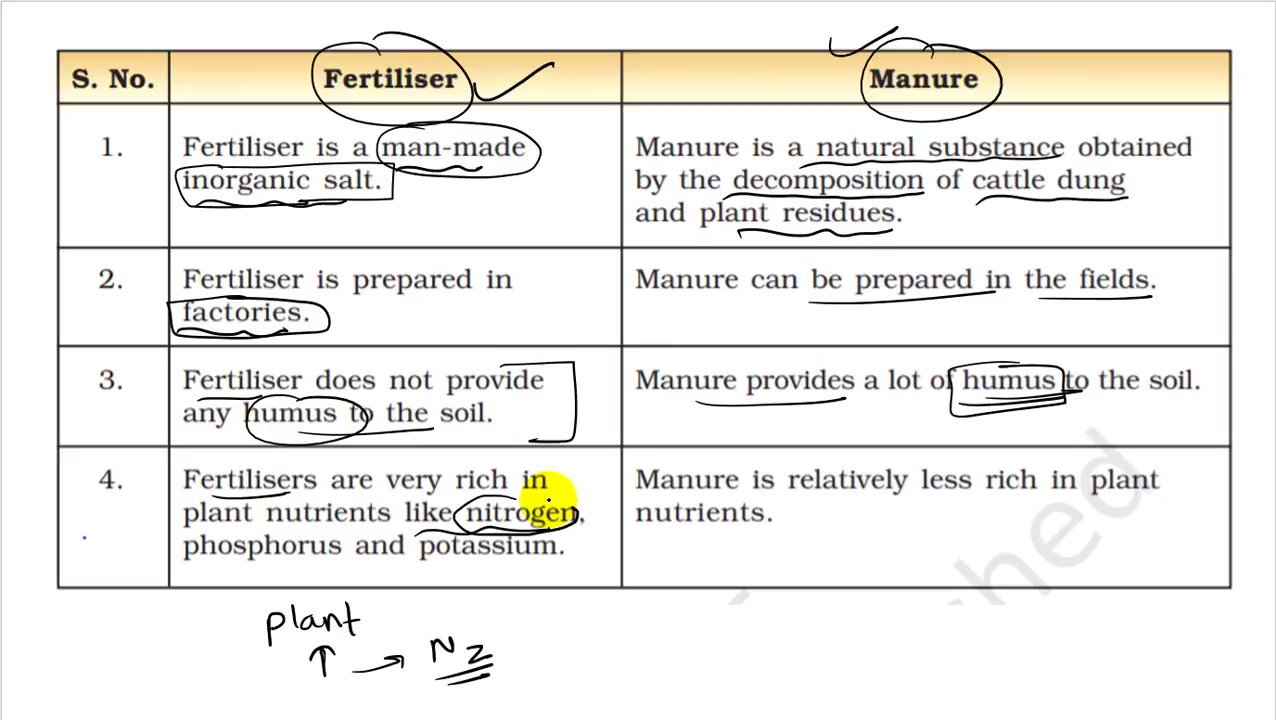 S. No. Fertiliser Manure
1. Fertiliser is a man-made Manure is a natural substance obtained
inorganic salt. by the decomposition of cattle dung
and plant residues.
2. Fertiliser is prepared in Manure can be prepared in the fields.
factories.
3. Fertiliser does not provide Manure provides a lot of humus to the soil.
any humus to the soil.
4. Fertilisers are very rich in Manure is relatively less rich in plant
plant nutrients like nitrogen, nutrients.
phosphorus and potassium.
plant
↑ → N2